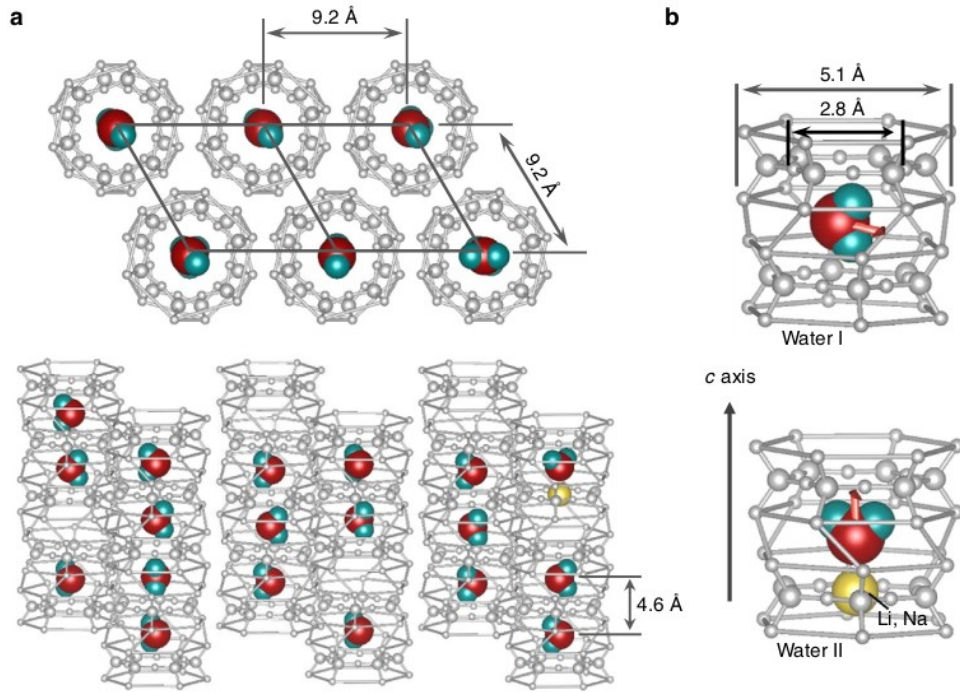 a
9.2 Å
9.2 Å
4.6 Å
b
5.1 Å
2.8 Å
Water I
c axis
Li, Na
Water II